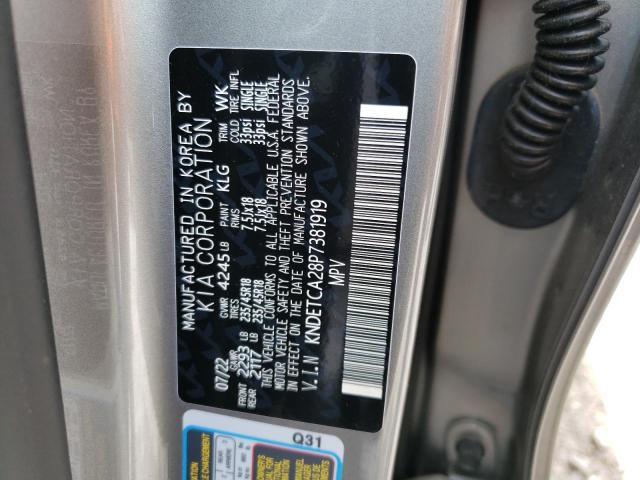 MANUFACTURED IN KOREA BY
KIA CORPORATION
07/22 GVWR 4245 LB PAINT KLG TRIM WK
GAWR TIRES RIMS COLD TIRE INFL
FRONT 2293 LB 235/45R18 7.5JX18 33psi SINGLE
REAR 2117 LB 235/45R18 7.5JX18 33psi SINGLE
THIS VEHICLE CONFORMS TO ALL APPLICABLE U.S.A. FEDERAL
MOTOR VEHICLE SAFETY AND THEFT PREVENTION STANDARDS
IN EFFECT ON THE DATE OF MANUFACTURE SHOWN ABOVE.
V.I.N KNDETCA28P7381919
MPV
Q31